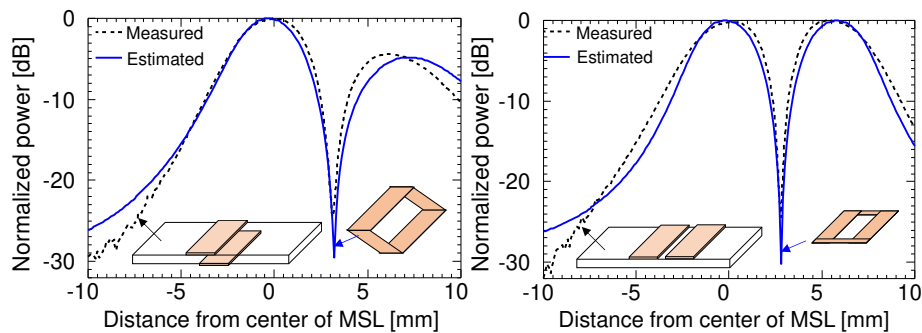 Normalized power [dB]
0
-10
-20
-30
Measured
Estimated
-10
-5
0
5
10
Distance from center of MSL [mm]
Normalized power [dB]
0
-10
-20
-30
Measured
Estimated
-10
-5
0
5
10
Distance from center of MSL [mm]